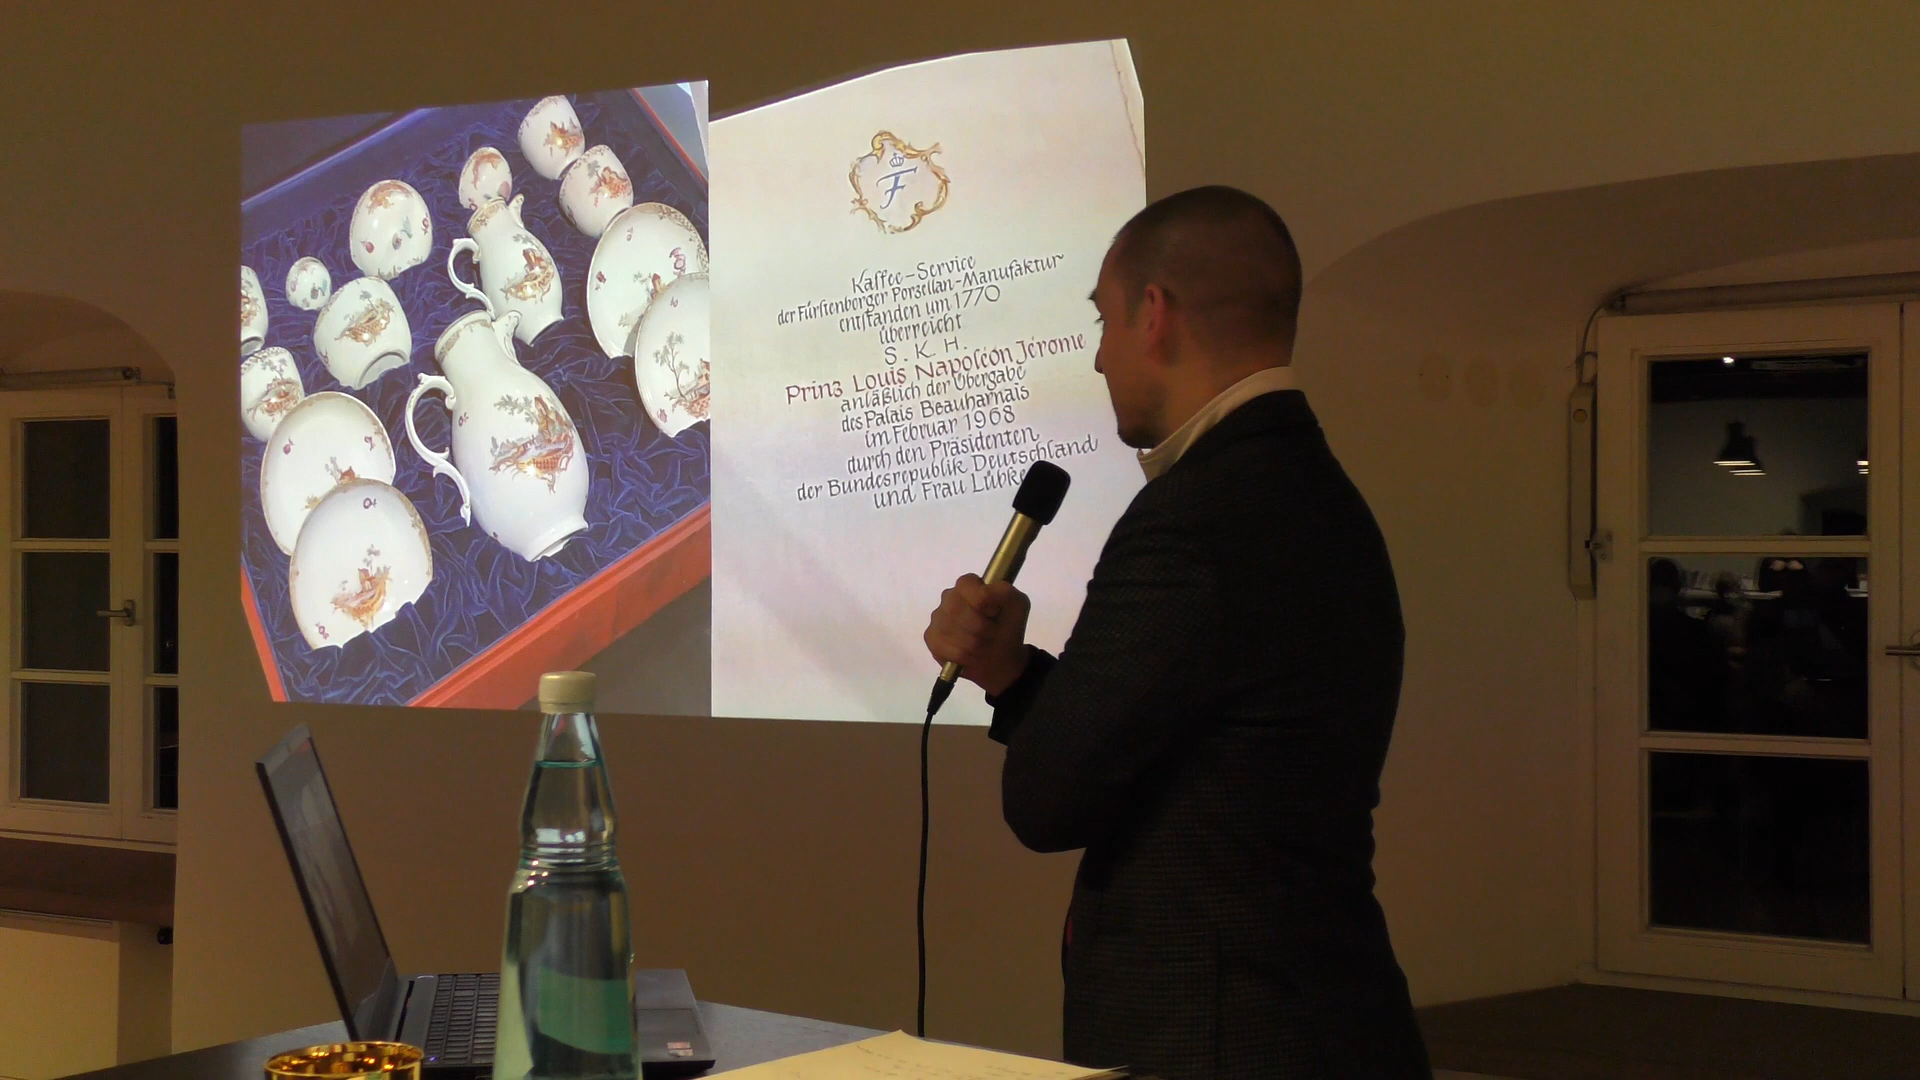 F
Kaffee-Service
der Fürstenberger Porzellan-Manufaktur
entstanden um 1770
überreicht
S. K. H.
Prinz Louis Napoléon Jérome
anläßlich der Übergabe
des Palais Beauharnais
im Februar 1968
durch den Präsidenten
der Bundesrepublik Deutschland
und Frau Lübke